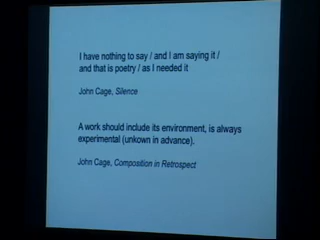 I have nothing to say / and I am saying it /
and that is poetry / as I needed it
John Cage, Silence
A work should include its environment, is always
experimental (unkown in advance).
John Cage, Composition in Retrospect